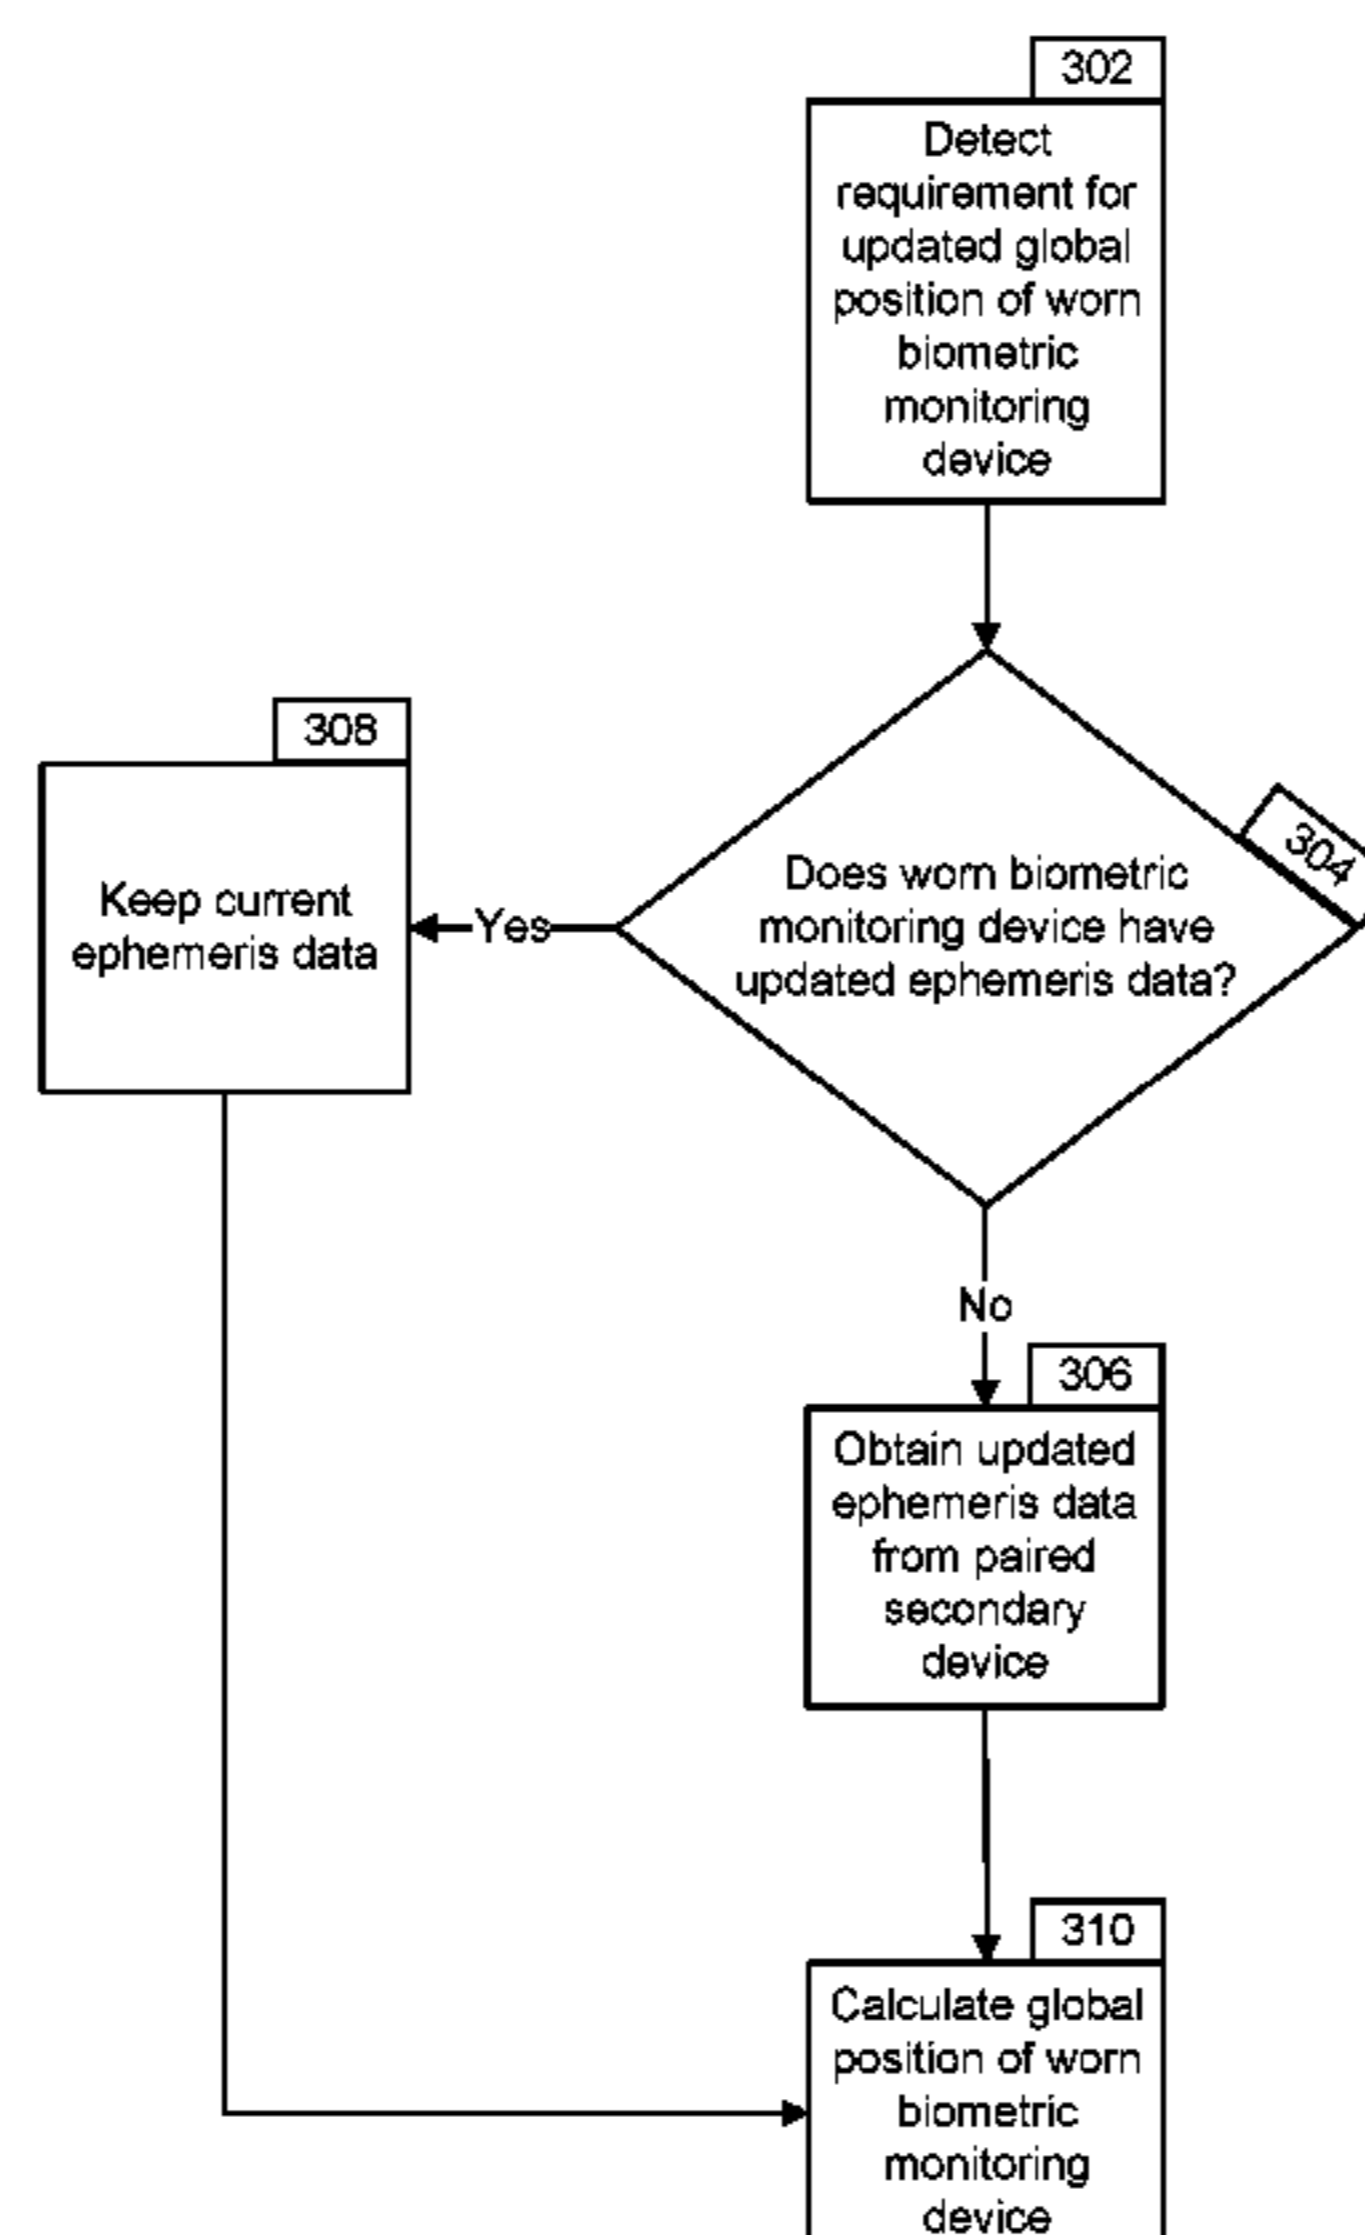 302
Detect
requirement for
updated global
position of worn
biometric
monitoring
device
308
Keep current
ephemeris data
Yes
304
Does worn biometric
monitoring device have
updated ephemeris data?
No
306
Obtain updated
ephemeris data
from paired
secondary
device
310
Calculate global
position of worn
biometric
monitoring
device